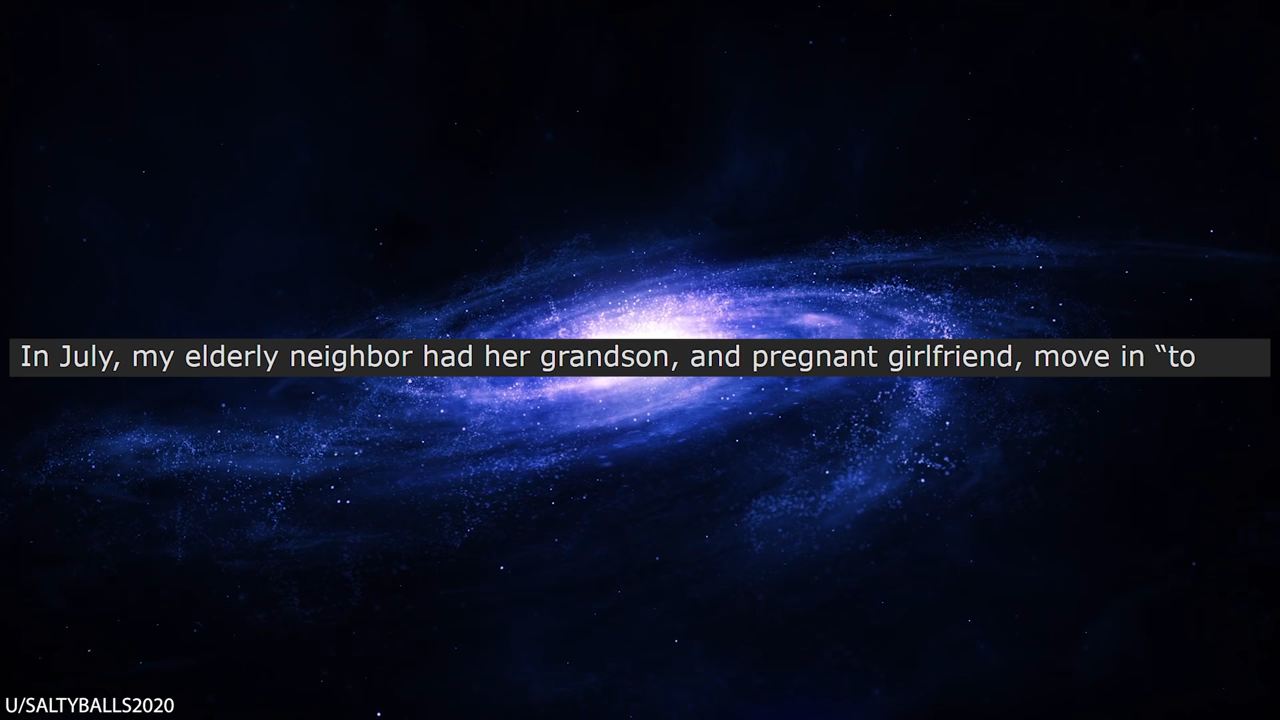 In July, my elderly neighbor had her grandson, and pregnant girlfriend, move in “to
U/SALTYBALLS2020